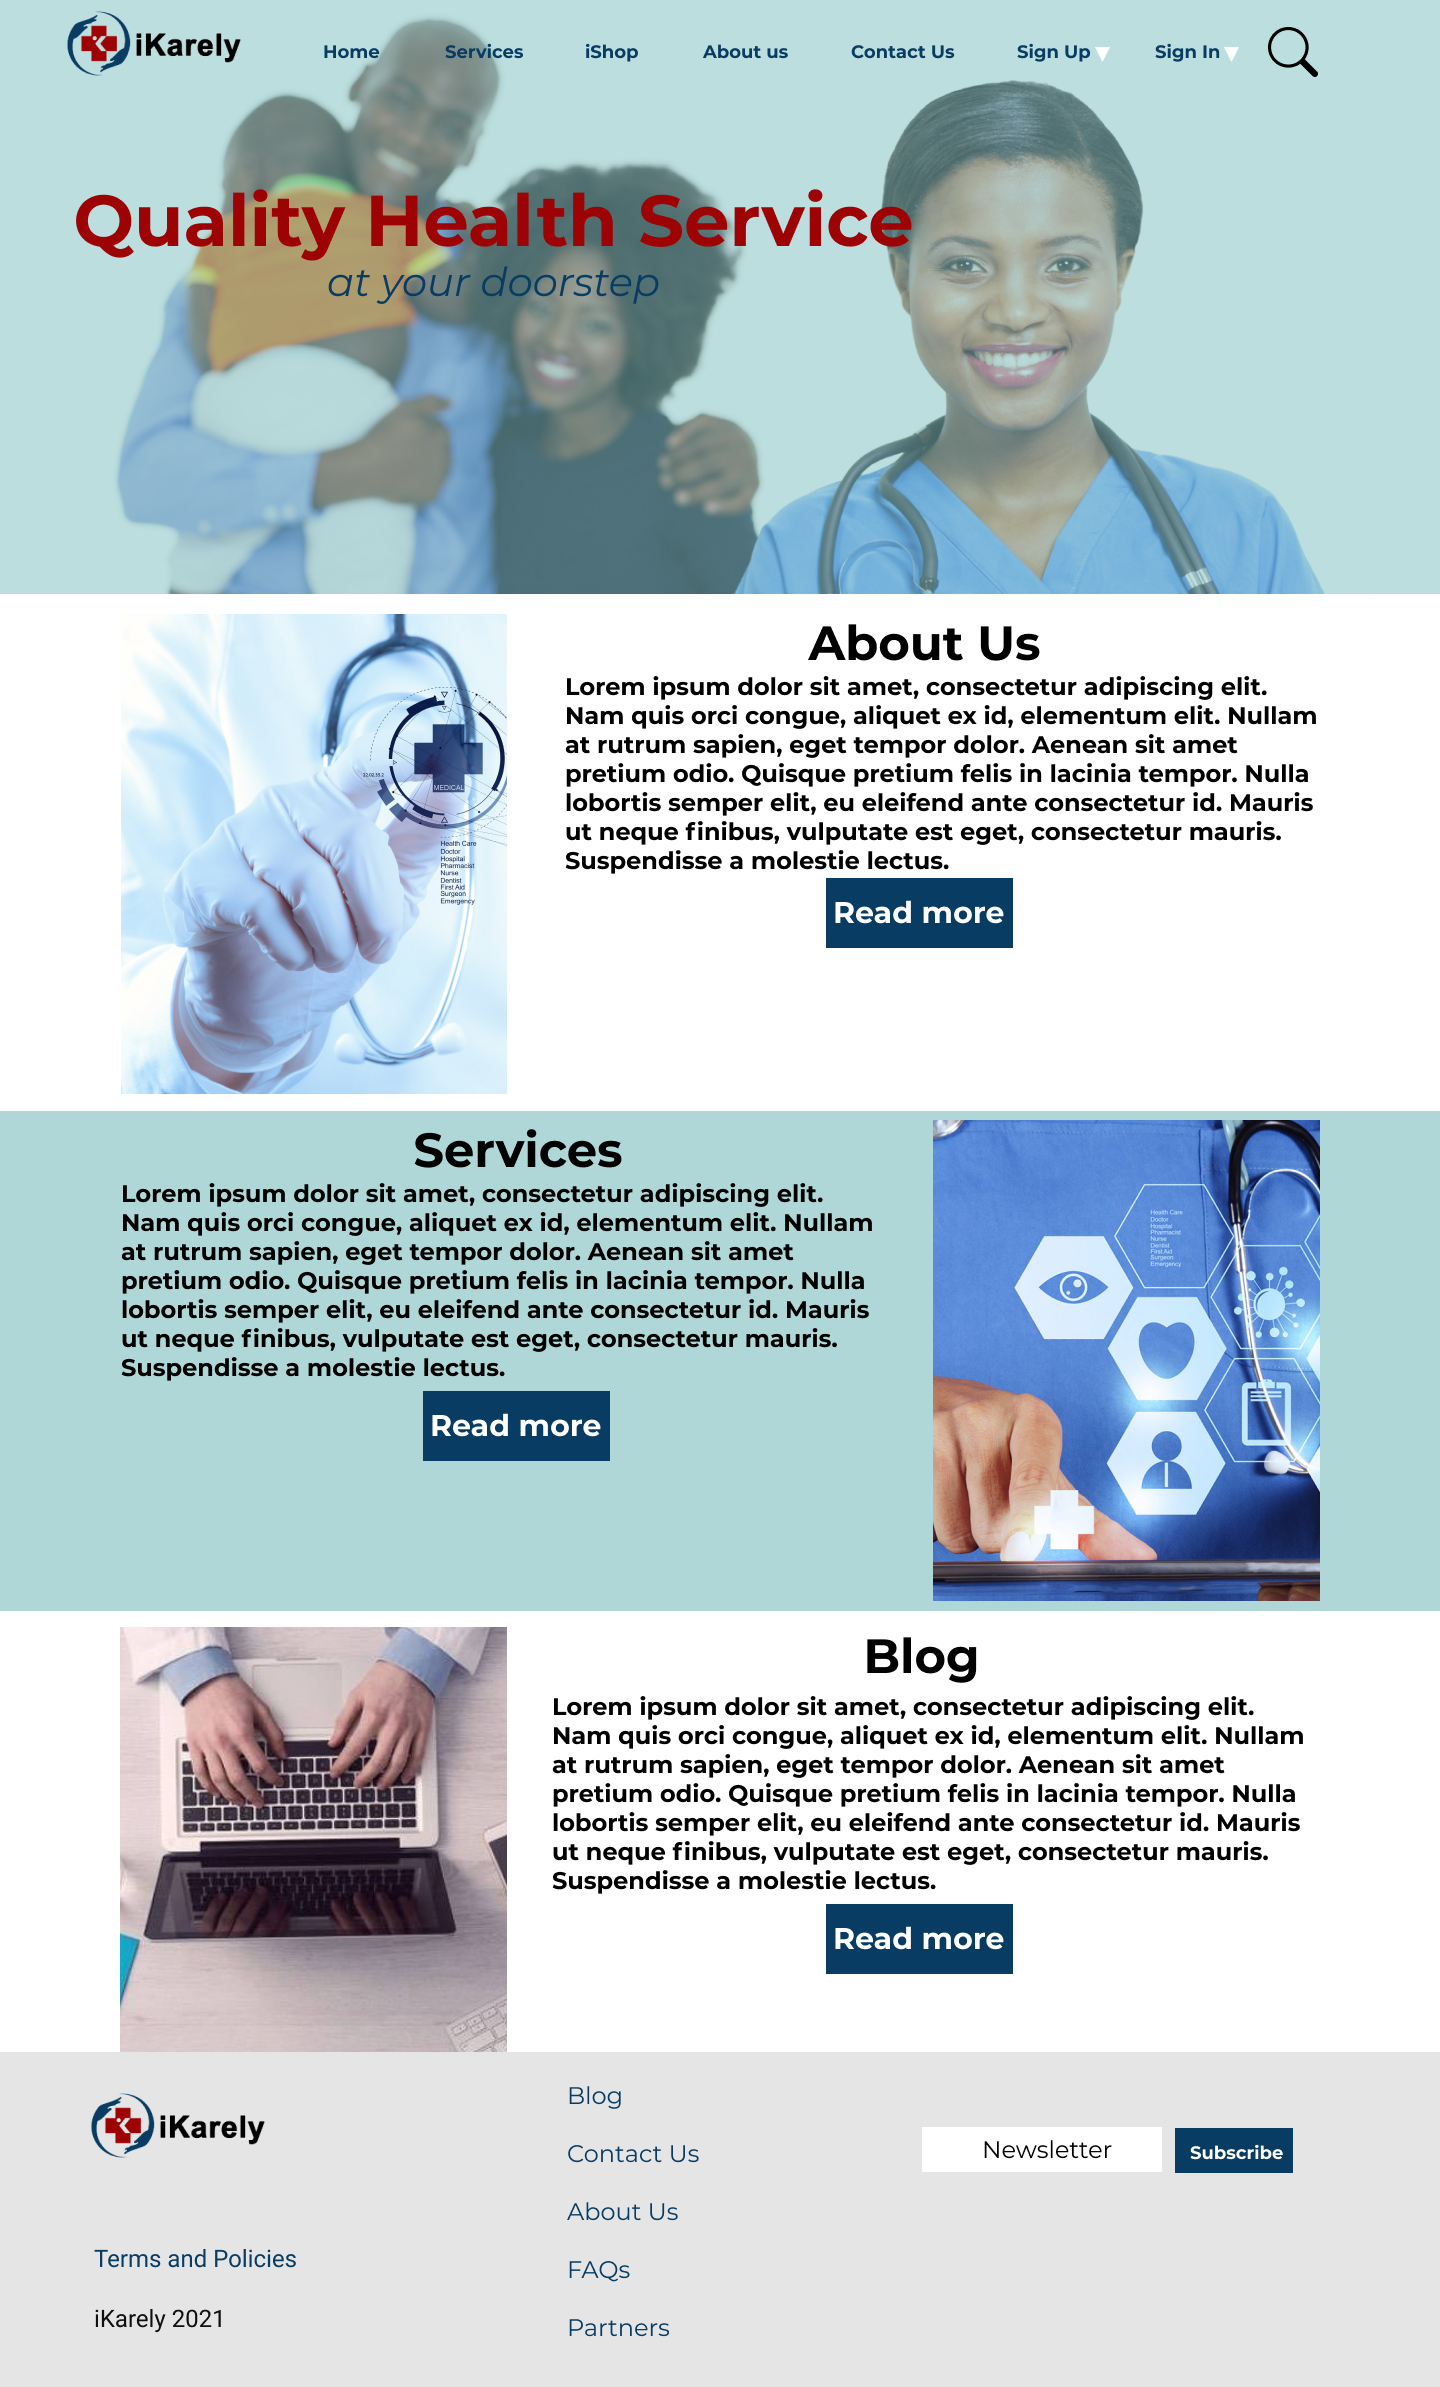 iKarely
Home
Services
iShop
About us
Contact Us
Sign Up
Sign In
Quality Health Service
at your doorstep
About Us
Lorem ipsum dolor sit amet, consectetur adipiscing elit.
Nam quis orci congue, aliquet ex id, elementum elit. Nullam
at rutrum sapien, eget tempor dolor. Aenean sit amet
pretium odio. Quisque pretium felis in lacinia tempor. Nulla
lobortis semper elit, eu eleifend ante consectetur id. Mauris
ut neque finibus, vulputate est eget, consectetur mauris.
Suspendisse a molestie lectus.
Read more
MEDICAL
Health Care
Doctor
Hospital
Pharmacist
Nurse
Dentist
First Aid
Surgeon
Emergency
Services
Lorem ipsum dolor sit amet, consectetur adipiscing elit.
Nam quis orci congue, aliquet ex id, elementum elit. Nullam
at rutrum sapien, eget tempor dolor. Aenean sit amet
pretium odio. Quisque pretium felis in lacinia tempor. Nulla
lobortis semper elit, eu eleifend ante consectetur id. Mauris
ut neque finibus, vulputate est eget, consectetur mauris.
Suspendisse a molestie lectus.
Read more
Health Care
Doctor
Hospital
Pharmacist
Nurse
Dentist
First Aid
Surgeon
Emergency
Blog
Lorem ipsum dolor sit amet, consectetur adipiscing elit.
Nam quis orci congue, aliquet ex id, elementum elit. Nullam
at rutrum sapien, eget tempor dolor. Aenean sit amet
pretium odio. Quisque pretium felis in lacinia tempor. Nulla
lobortis semper elit, eu eleifend ante consectetur id. Mauris
ut neque finibus, vulputate est eget, consectetur mauris.
Suspendisse a molestie lectus.
Read more
iKarely
Terms and Policies
iKarely 2021
Blog
Contact Us
About Us
FAQs
Partners
Newsletter
Subscribe